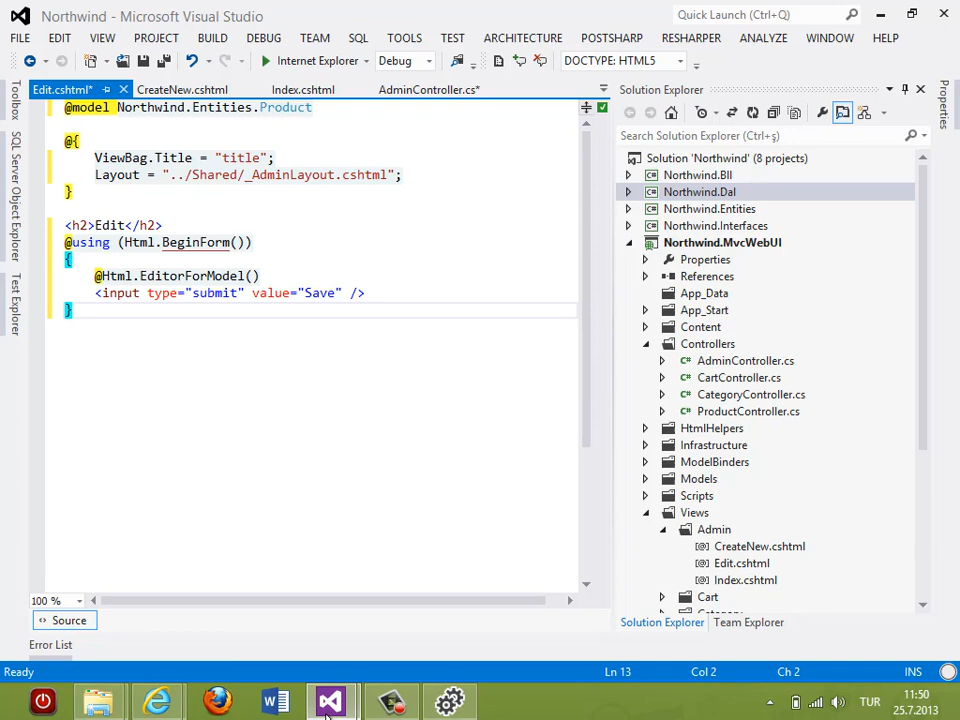 Northwind - Microsoft Visual Studio
Quick Launch (Ctrl+Q)
FILE EDIT VIEW PROJECT BUILD DEBUG TEAM SQL TOOLS TEST ARCHITECTURE POSTSHARP RESHARPER ANALYZE WINDOW HELP
Internet Explorer Debug DOCTYPE: HTML5
Toolbox
SQL Server Object Explorer
Test Explorer
Edit.cshtml* CreateNew.cshtml Index.cshtml AdminController.cs*
@model Northwind.Entities.Product
@{
ViewBag.Title = "title";
Layout = "../Shared/_AdminLayout.cshtml";
}
<h2>Edit</h2>
@using (Html.BeginForm())
{
@Html.EditorForModel()
<input type="submit" value="Save" />
}
100 %
Source
Error List
Solution Explorer
Search Solution Explorer (Ctrl+ş)
Solution 'Northwind' (8 projects)
Northwind.Bll
Northwind.Dal
Northwind.Entities
Northwind.Interfaces
Northwind.MvcWebUI
Properties
References
App_Data
App_Start
Content
Controllers
AdminController.cs
CartController.cs
CategoryController.cs
ProductController.cs
HtmlHelpers
Infrastructure
ModelBinders
Models
Scripts
Views
Admin
CreateNew.cshtml
Edit.cshtml
Index.cshtml
Cart
Solution Explorer Team Explorer
Properties
Ready Ln 13 Col 2 Ch 2 INS
TUR
11:50
25.7.2013